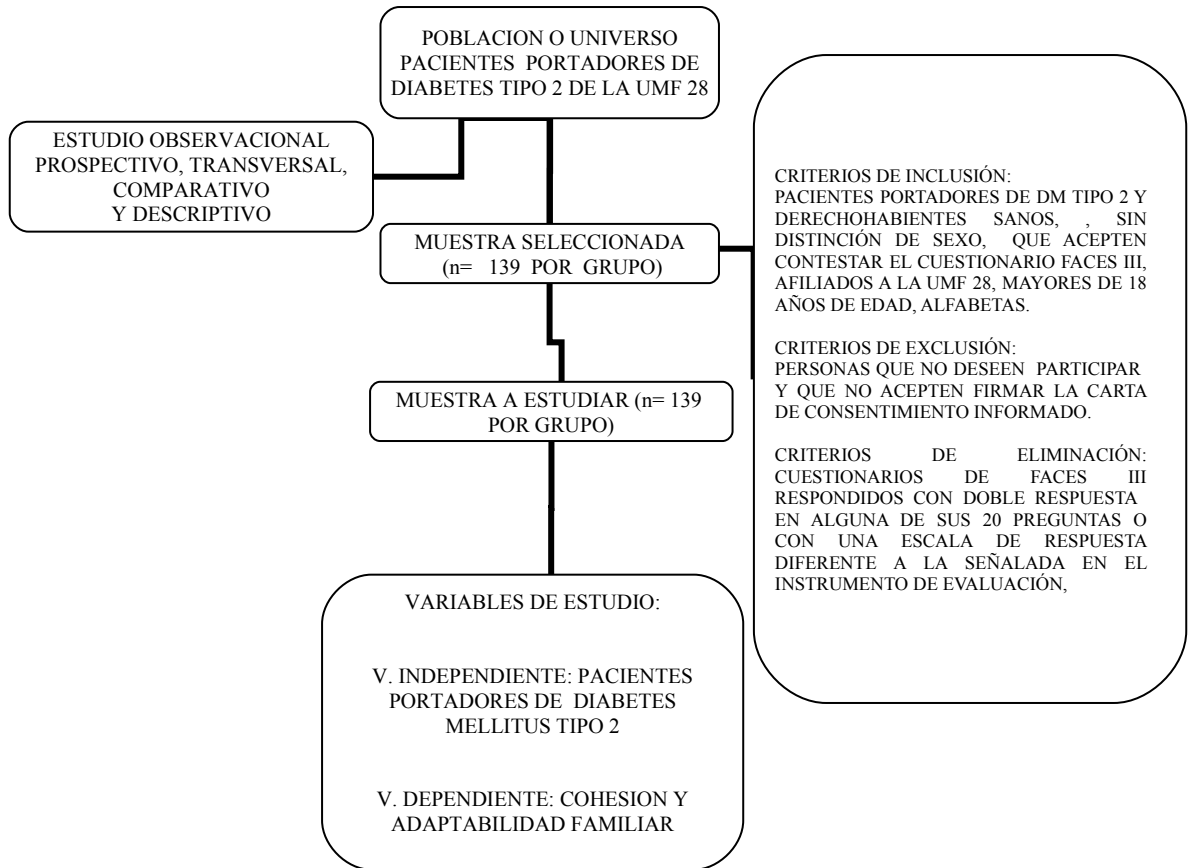 POBLACION O UNIVERSO
PACIENTES PORTADORES DE
DIABETES TIPO 2 DE LA UMF 28
ESTUDIO OBSERVACIONAL
PROSPECTIVO, TRANSVERSAL,
COMPARATIVO
Y DESCRIPTIVO
MUESTRA SELECCIONADA
(n= 139 POR GRUPO)
MUESTRA A ESTUDIAR (n= 139
POR GRUPO)
VARIABLES DE ESTUDIO:
V. INDEPENDIENTE: PACIENTES
PORTADORES DE DIABETES
MELLITUS TIPO 2
V. DEPENDIENTE: COHESION Y
ADAPTABILIDAD FAMILIAR
CRITERIOS DE INCLUSIÓN:
PACIENTES PORTADORES DE DM TIPO 2 Y
DERECHOHABIENTES SANOS, , SIN
DISTINCIÓN DE SEXO, QUE ACEPTEN
CONTESTAR EL CUESTIONARIO FACES III,
AFILIADOS A LA UMF 28, MAYORES DE 18
AÑOS DE EDAD, ALFABETAS.
CRITERIOS DE EXCLUSIÓN:
PERSONAS QUE NO DESEEN PARTICIPAR
Y QUE NO ACEPTEN FIRMAR LA CARTA
DE CONSENTIMIENTO INFORMADO.
CRITERIOS DE ELIMINACIÓN:
CUESTIONARIOS DE FACES III
RESPONDIDOS CON DOBLE RESPUESTA
EN ALGUNA DE SUS 20 PREGUNTAS O
CON UNA ESCALA DE RESPUESTA
DIFERENTE A LA SEÑALADA EN EL
INSTRUMENTO DE EVALUACIÓN,